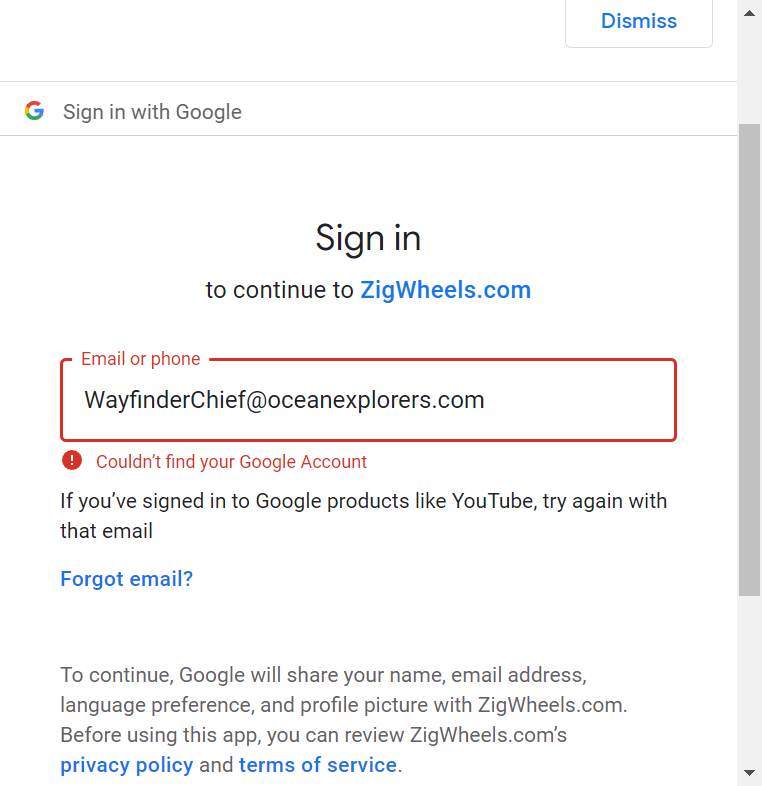 Dismiss
Sign in with Google
Sign in
to continue to ZigWheels.com
Email or phone
WayfinderChief@oceanexplorers.com
Couldn’t find your Google Account
If you’ve signed in to Google products like YouTube, try again with
that email
Forgot email?
To continue, Google will share your name, email address,
language preference, and profile picture with ZigWheels.com.
Before using this app, you can review ZigWheels.com’s
privacy policy and terms of service.